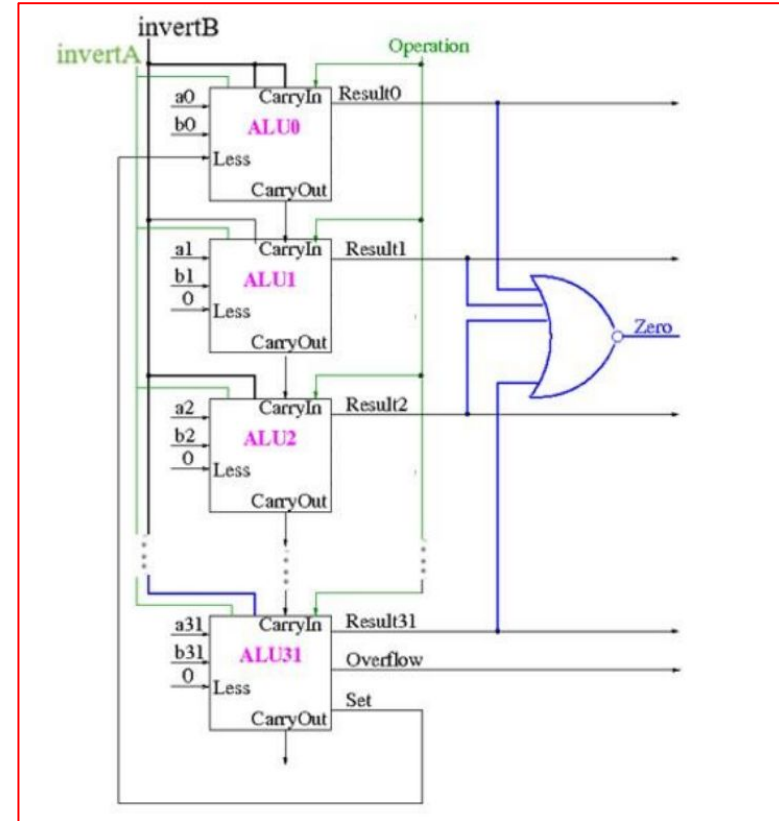 invertB
invertA
Operation
a0
CarryIn
Result0
b0
ALU0
Less
CarryOut
a1
CarryIn
Result1
b1
ALU1
0
Less
CarryOut
Zero
a2
CarryIn
Result2
b2
ALU2
0
Less
CarryOut
a31
CarryIn
Result31
b31
ALU31
Overflow
0
Less
Set
CarryOut